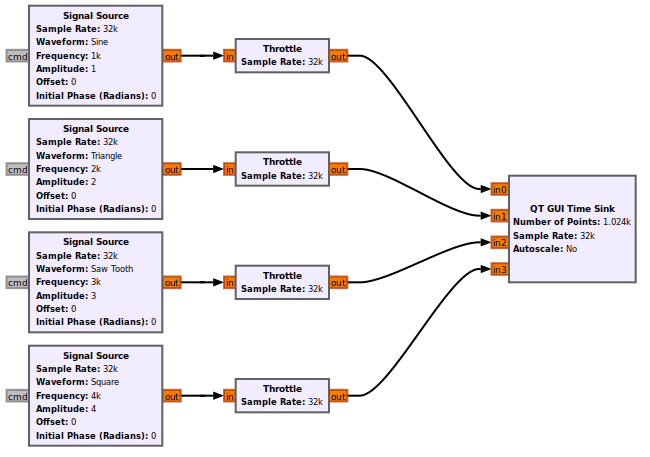 Signal Source
Sample Rate: 32k
Waveform: Sine
Frequency: 1k
Amplitude: 1
Offset: 0
Initial Phase (Radians): 0
cmd
out
in
Throttle
Sample Rate: 32k
out
Signal Source
Sample Rate: 32k
Waveform: Triangle
Frequency: 2k
Amplitude: 2
Offset: 0
Initial Phase (Radians): 0
cmd
out
in
Throttle
Sample Rate: 32k
out
Signal Source
Sample Rate: 32k
Waveform: Saw Tooth
Frequency: 3k
Amplitude: 3
Offset: 0
Initial Phase (Radians): 0
cmd
out
in
Throttle
Sample Rate: 32k
out
Signal Source
Sample Rate: 32k
Waveform: Square
Frequency: 4k
Amplitude: 4
Offset: 0
Initial Phase (Radians): 0
cmd
out
in
Throttle
Sample Rate: 32k
out
in0
in1
in2
in3
QT GUI Time Sink
Number of Points: 1.024k
Sample Rate: 32k
Autoscale: No